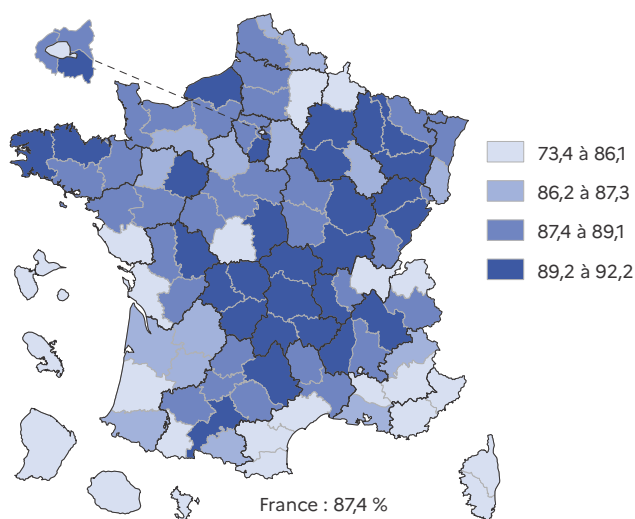 73,4 à 86,1
86,2 à 87,3
87,4 à 89,1
89,2 à 92,2
France : 87,4 %